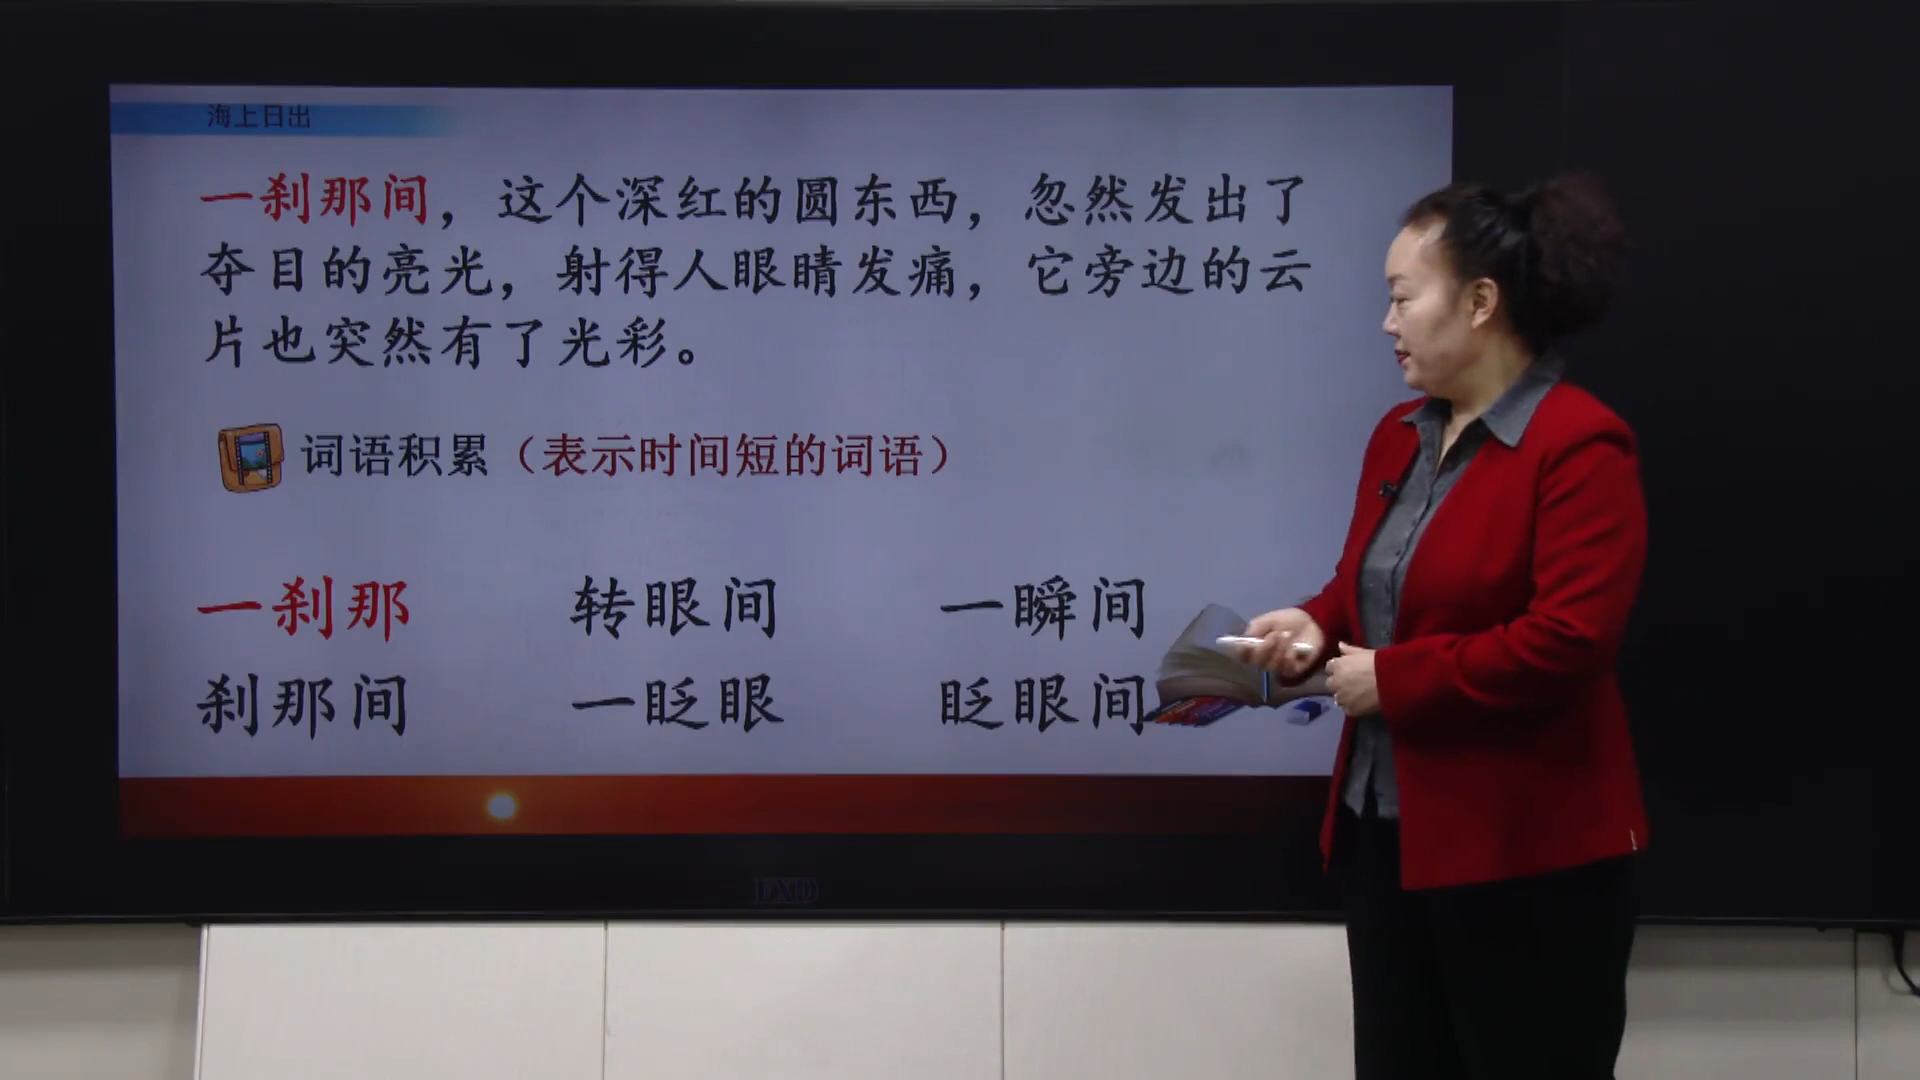 海上日出
一刹那间，这个深红的圆东西，忽然发出了
夺目的亮光，射得人眼睛发痛，它旁边的云
片也突然有了光彩。
词语积累（表示时间短的词语）
一刹那 转眼间 一瞬间
刹那间 一眨眼 眨眼间